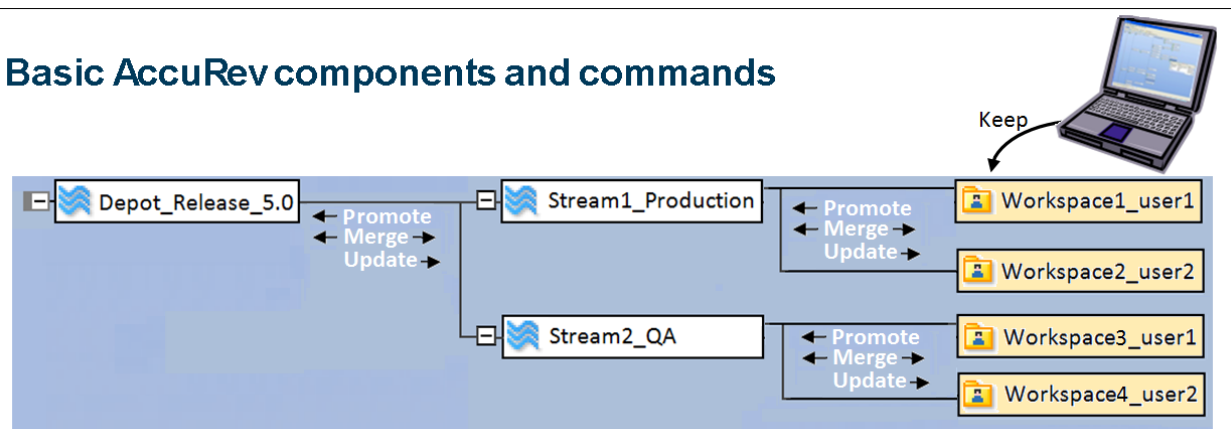 Basic AccuRev components and commands
Keep
Depot_Release_5.0
Promote
Merge
Update
Stream1_Production
Promote
Merge
Update
Workspace1_user1
Workspace2_user2
Stream2_QA
Promote
Merge
Update
Workspace3_user1
Workspace4_user2